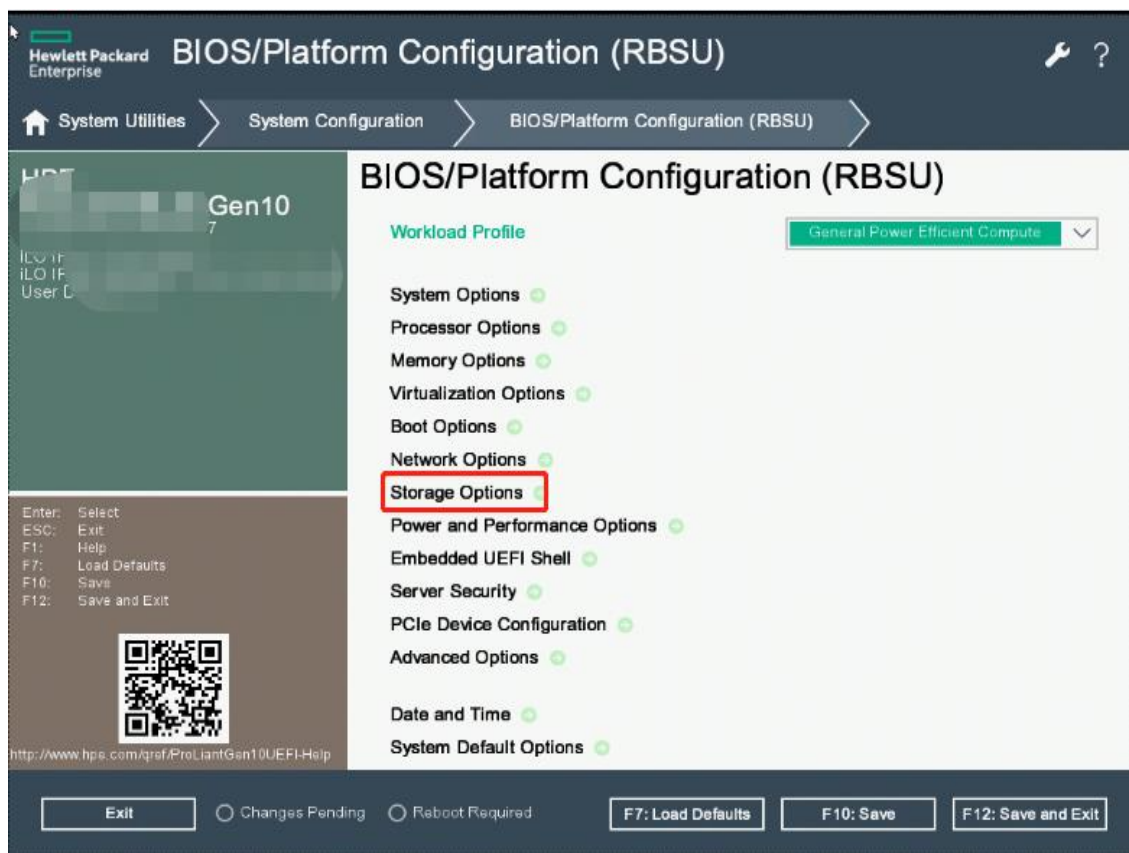 Hewlett Packard
Enterprise
BIOS/Platform Configuration (RBSU)
?
System Utilities
System Configuration
BIOS/Platform Configuration (RBSU)
Gen10
7
iLO
User
Enter: Select
ESC: Exit
F1: Help
F7: Load Defaults
F10: Save
F12: Save and Exit
http://www.hpe.com/qref/ProLiantGen10UEFI-Help
BIOS/Platform Configuration (RBSU)
Workload Profile
General Power Efficient Compute
System Options
Processor Options
Memory Options
Virtualization Options
Boot Options
Network Options
Storage Options
Power and Performance Options
Embedded UEFI Shell
Server Security
PCIe Device Configuration
Advanced Options
Date and Time
System Default Options
Exit
Changes Pending
Reboot Required
F7: Load Defaults
F10: Save
F12: Save and Exit